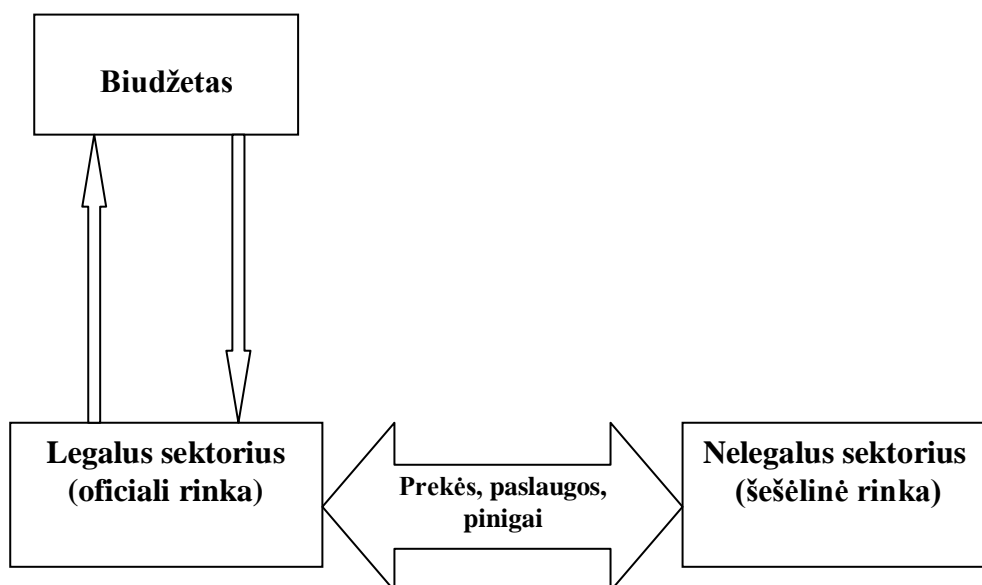 Biudžetas
Legalus sektorius
(oficiali rinka)
Prekės, paslaugos,
pinigai
Nelegalus sektorius
(šešėlinė rinka)